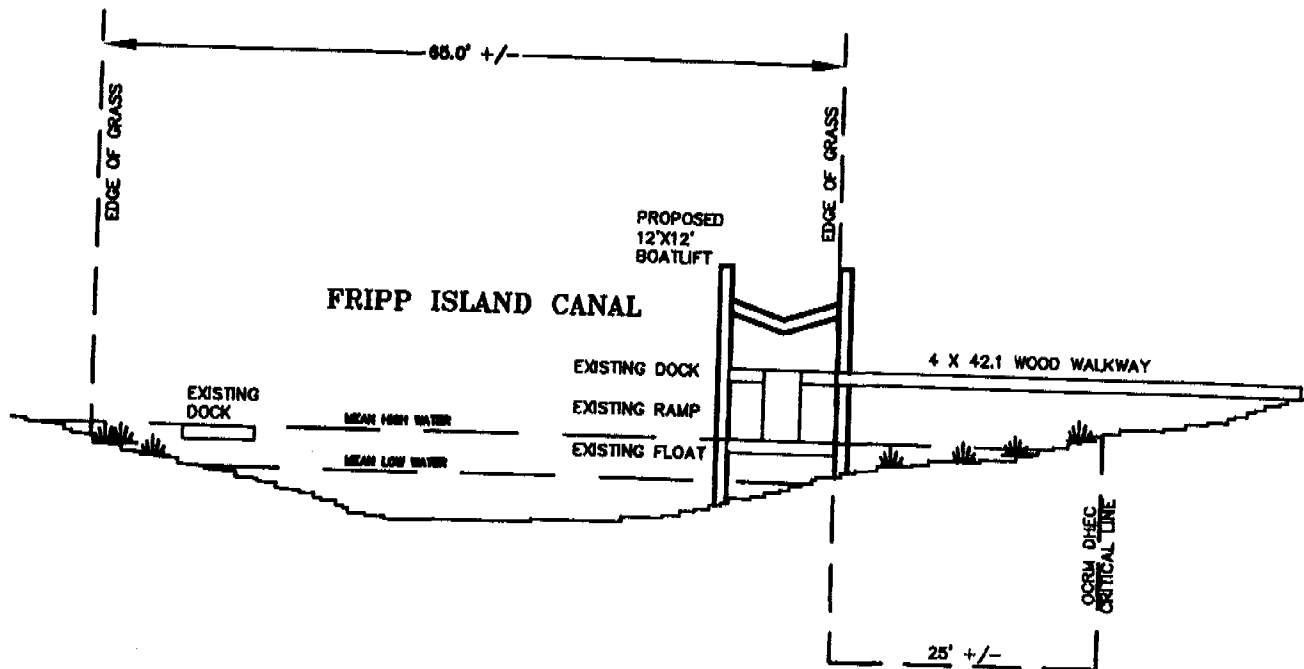 65.0' +/-
EDGE OF GRASS
EDGE OF GRASS
PROPOSED
12'X12'
BOATLIFT
FRIPP ISLAND CANAL
4 X 42.1 WOOD WALKWAY
EXISTING DOCK
EXISTING
DOCK
EXISTING RAMP
MEAN HIGH WATER
EXISTING FLOAT
MEAN LOW WATER
OCRM DHEC
CRITICAL LINE
25' +/-